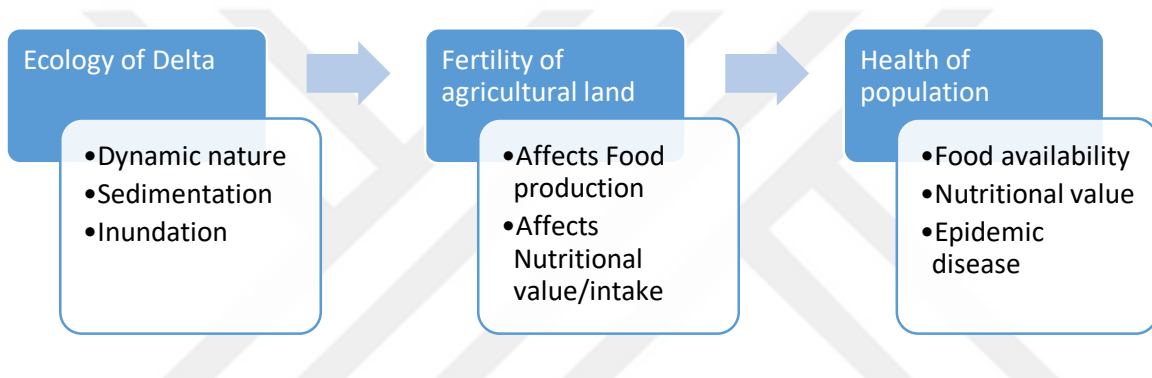 Ecology of Delta
•Dynamic nature
•Sedimentation
•Inundation
Fertility of
agricultural land
•Affects Food
production
•Affects
Nutritional
value/intake
Health of
population
•Food availability
•Nutritional value
•Epidemic
disease